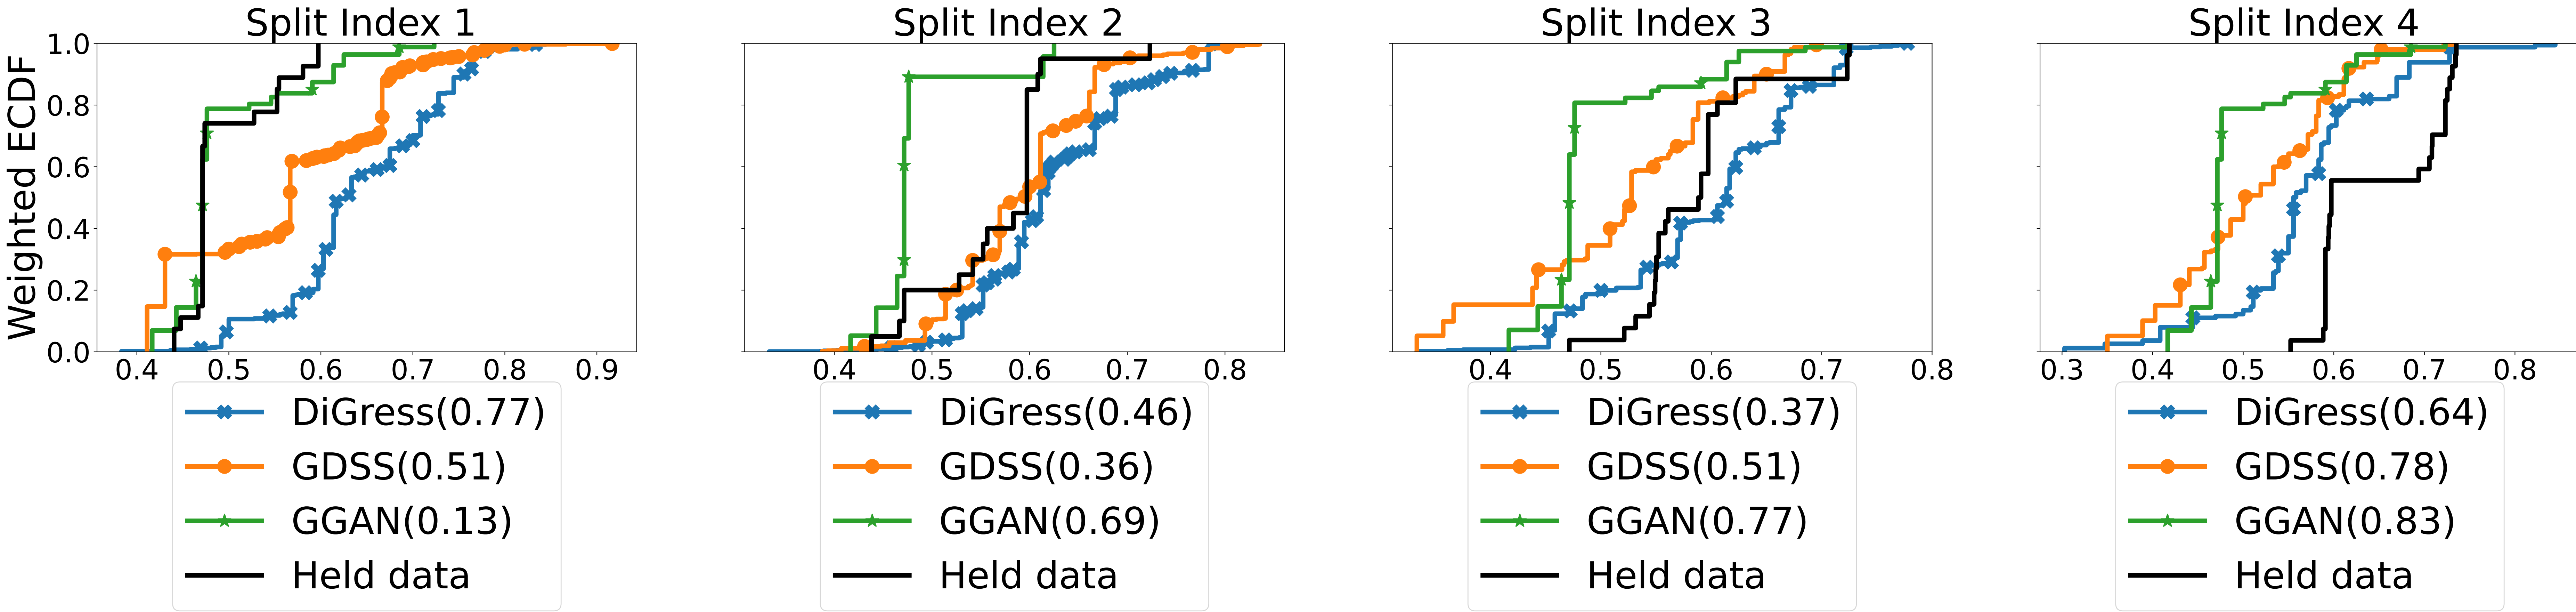 Split Index 1
Split Index 2
Split Index 3
Split Index 4
Weighted ECDF
1.0
0.8
0.6
0.4
0.2
0.0
0.4 0.5 0.6 0.7 0.8 0.9
0.4 0.5 0.6 0.7 0.8
0.4 0.5 0.6 0.7 0.8
0.3 0.4 0.5 0.6 0.7 0.8
DiGress(0.77)
GDSS(0.51)
GGAN(0.13)
Held data
DiGress(0.46)
GDSS(0.36)
GGAN(0.69)
Held data
DiGress(0.37)
GDSS(0.51)
GGAN(0.77)
Held data
DiGress(0.64)
GDSS(0.78)
GGAN(0.83)
Held data